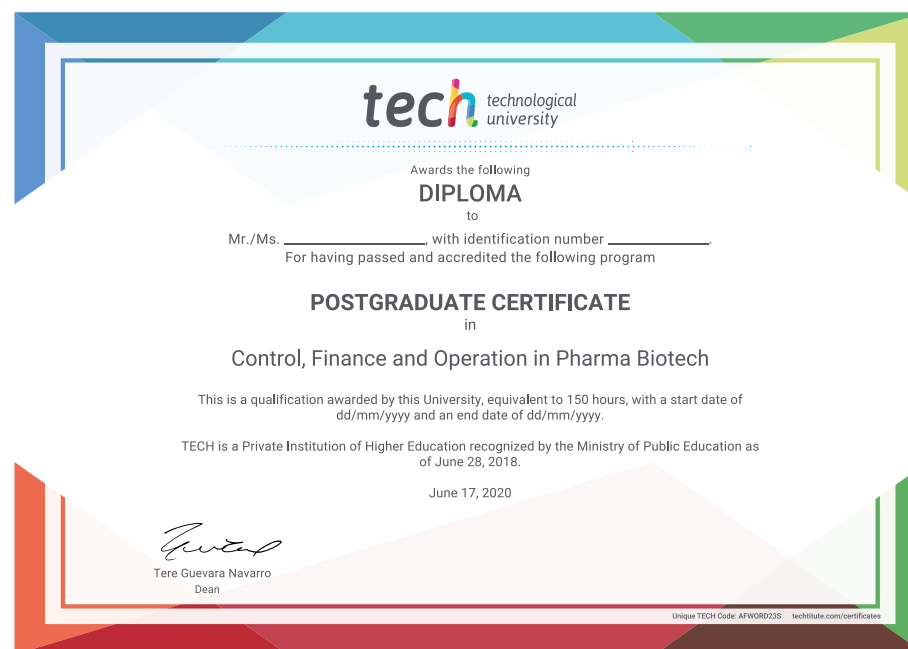 tech technological
university
Awards the following
DIPLOMA
to
Mr./Ms. ____________________, with identification number ______________.
For having passed and accredited the following program
POSTGRADUATE CERTIFICATE
in
Control, Finance and Operation in Pharma Biotech
This is a qualification awarded by this University, equivalent to 150 hours, with a start date of
dd/mm/yyyy and an end date of dd/mm/yyyy.
TECH is a Private Institution of Higher Education recognized by the Ministry of Public Education as
of June 28, 2018.
June 17, 2020
Tere Guevara Navarro
Dean
Unique TECH Code: AFWORD23S techtitute.com/certificates